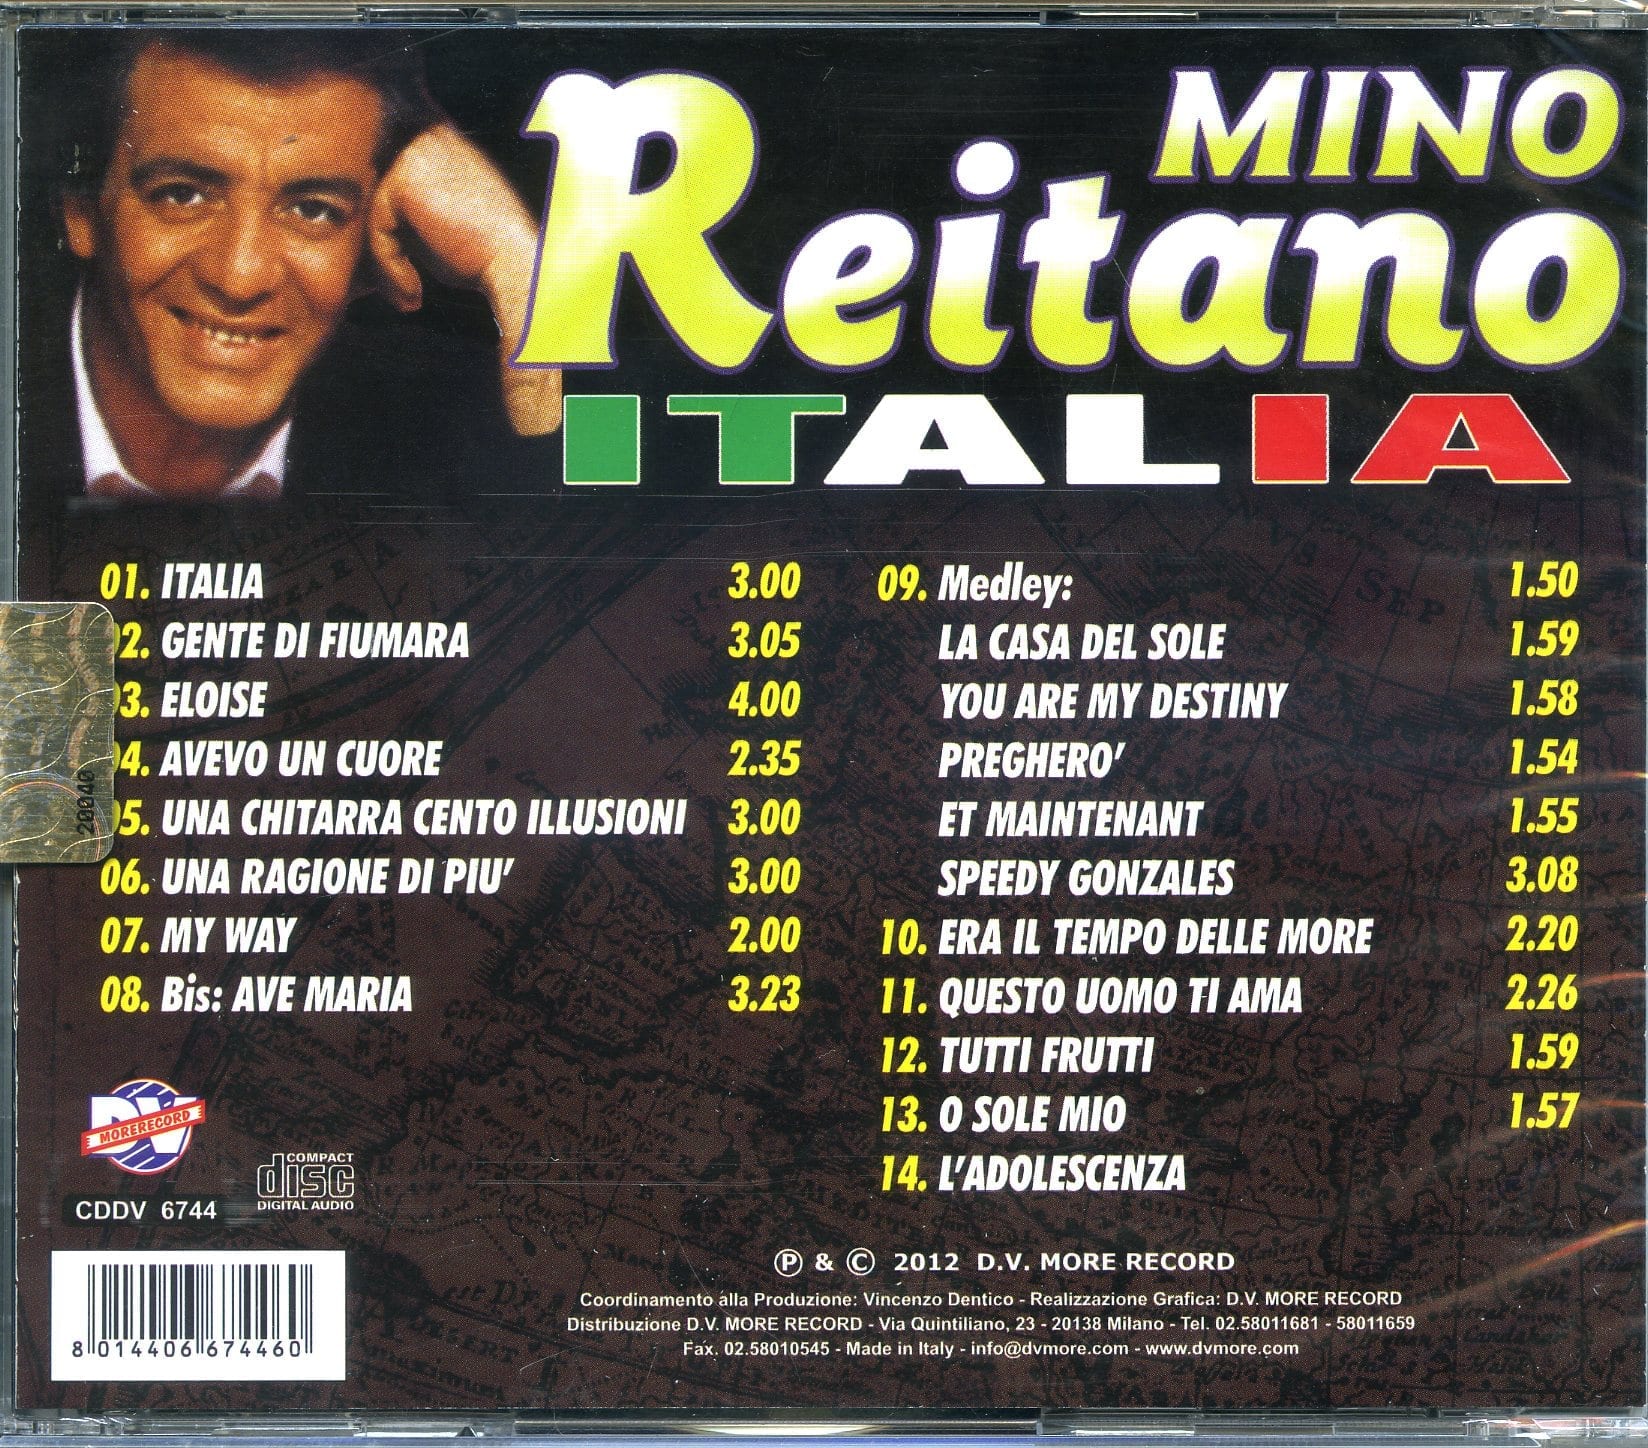 MINO
Reitano
ITALIA
01. ITALIA 3.00
2. GENTE DI FIUMARA 3.05
3. ELOISE 4.00
4. AVEVO UN CUORE 2.35
5. UNA CHITARRA CENTO ILLUSIONI 3.00
06. UNA RAGIONE DI PIU' 3.00
07. MY WAY 2.00
08. Bis: AVE MARIA 3.23
09. Medley: 1.50
LA CASA DEL SOLE 1.59
YOU ARE MY DESTINY 1.58
PREGHERO' 1.54
ET MAINTENANT 1.55
SPEEDY GONZALES 3.08
10. ERA IL TEMPO DELLE MORE 2.20
11. QUESTO UOMO TI AMA 2.26
12. TUTTI FRUTTI 1.59
13. O SOLE MIO 1.57
14. L'ADOLESCENZA
20040
DV
MORERECORD
COMPACT
disc
DIGITAL AUDIO
CDDV 6744
8 014406 674460
Ⓟ & © 2012 D.V. MORE RECORD
Coordinamento alla Produzione: Vincenzo Dentico - Realizzazione Grafica: D.V. MORE RECORD
Distribuzione D.V. MORE RECORD - Via Quintiliano, 23 - 20138 Milano - Tel. 02.58011681 - 58011659
Fax. 02.58010545 - Made in Italy - info@dvmore.com - www.dvmore.com